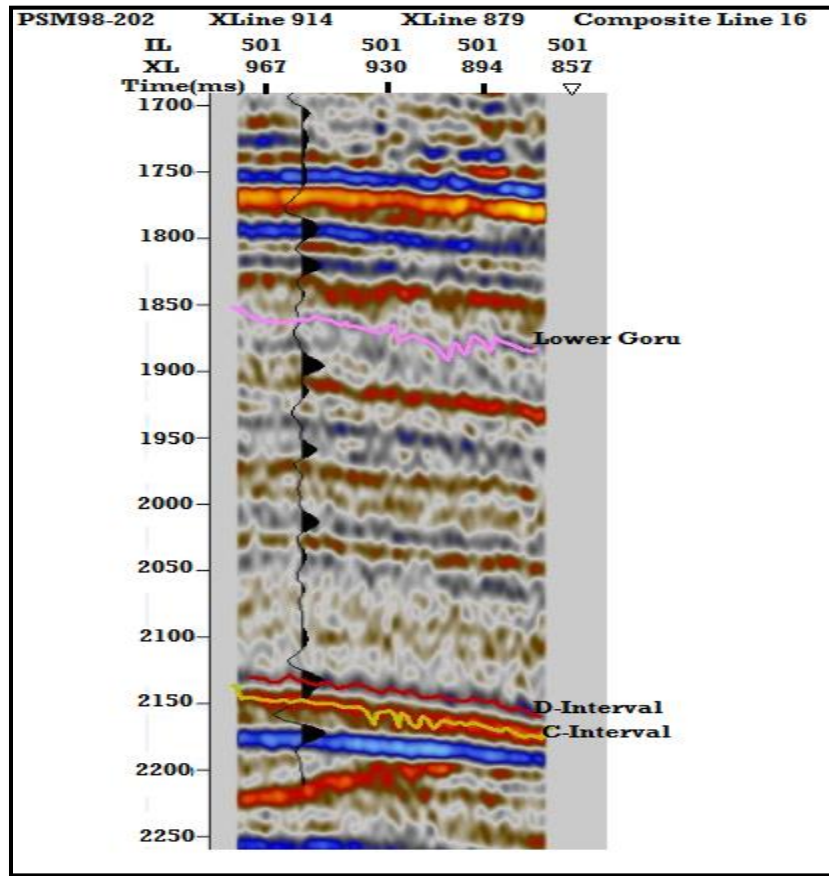 PSM98-202 XLine 914 XLine 879 Composite Line 16
IL 501 501 501 501
XL 967 930 894 857
Time(ms)
1700
1750
1800
1850
Lower Goru
1900
1950
2000
2050
2100
2150
D-Interval
C-Interval
2200
2250